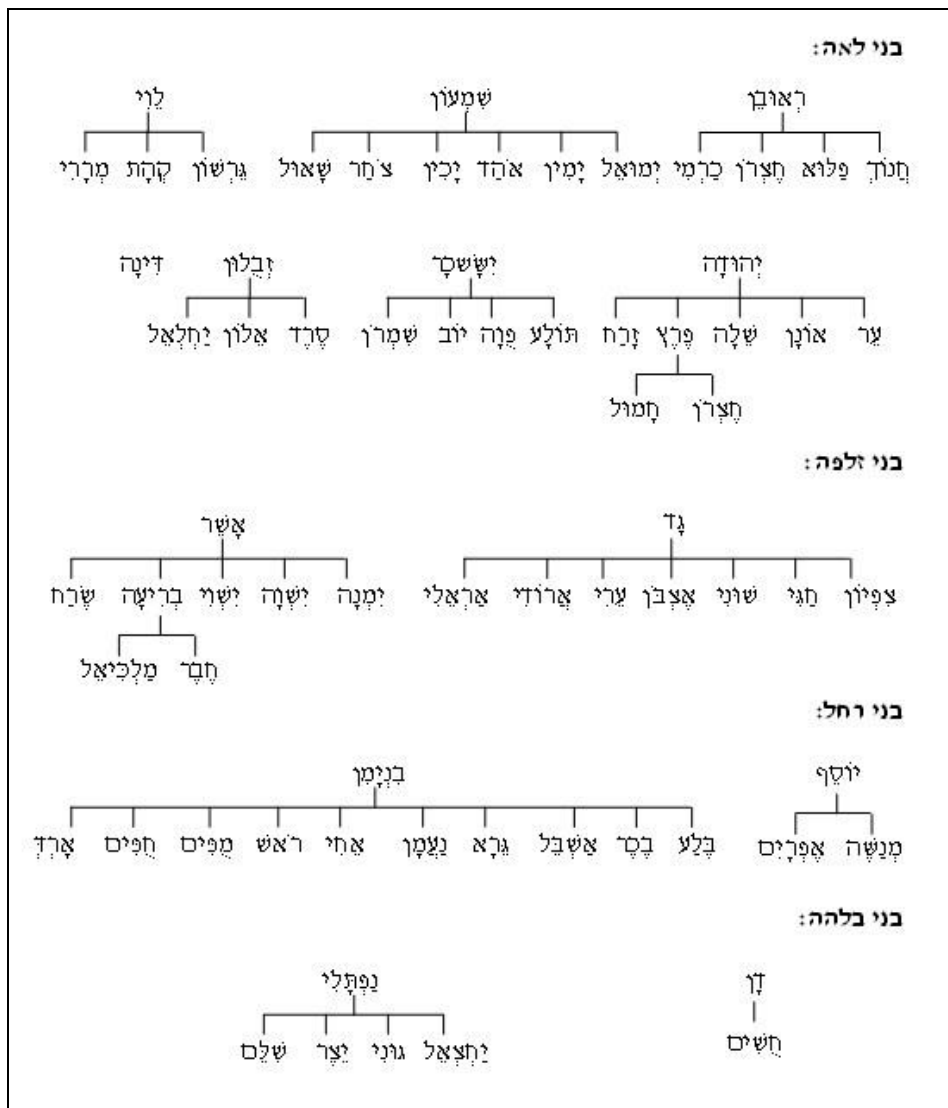 בני לאה:
רְאוּבֵן שִׁמְעוֹן לֵוִי
חֲנוֹךְ פַּלּוּא חֶצְרֹן כַרְמִי יְמוּאֵל יָמִין אֹהַד יָכִין צֹחַר שָׁאוּל גֵּרְשׁוֹן קְהָת מְרָרִי
יְהוּדָה יִשָּׂשכָר זְבֻלוּן דִּינָה
עֵר אוֹנָן שֵׁלָה פֶּרֶץ זָרַח תּוֹלָע פֻוָּה יוֹב שִׁמְרֹן סֶרֶד אֵלוֹן יַחְלְאֵל
חֶצְרֹן חָמוּל
בני זלפה:
גָּד אָשֵׁר
צִפְיוֹן חַגִּי שׁוּנִי אֶצְבֹּן עֵרִי אֲרוֹדִי אַרְאֵלִי יִמְנָה יִשְׁוָה יִשְׁוִי בְרִיעָה שֶׂרַח
חֶבֶר מַלְכִּיאֵל
בני רחל:
יוֹסֵף בִנְיָמִן
מְנַשֶּׁה אֶפְרָיִם בֶּלַע בֶכֶר אַשְׁבֵּל גֵּרָא נַעֲמָן אֵחִי רֹאשׁ מֻפִּים חֻפִּים אָרְדְּ
בני בלהה:
דָן נַפְתָּלִי
חֻשִׁים יַחְצְאֵל גוּנִי יֵצֶר שִׁלֵּם